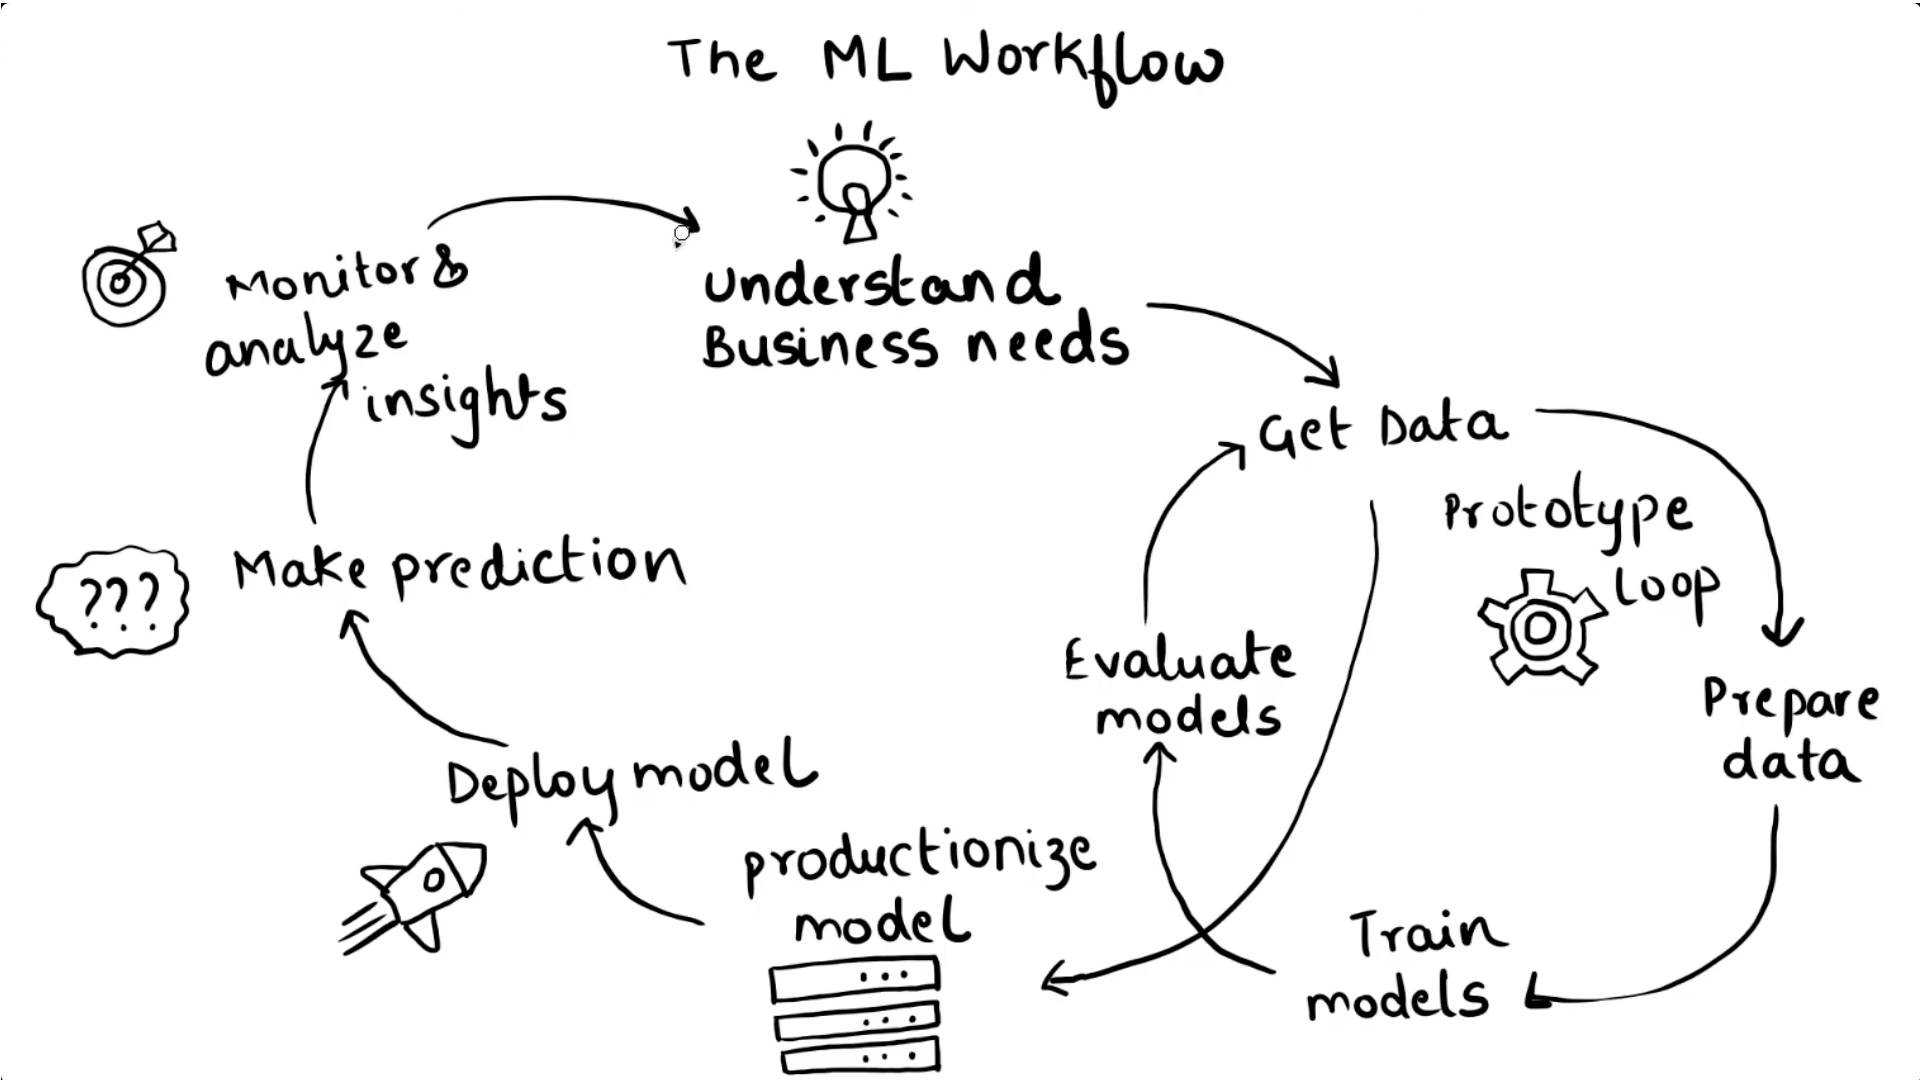 The ML Workflow
Understand
Business needs
Get Data
Prototype
Loop
Prepare
data
Train
models
Evaluate
models
productionize
model
Deploy model
Make prediction
???
Monitor &
analyze
insights